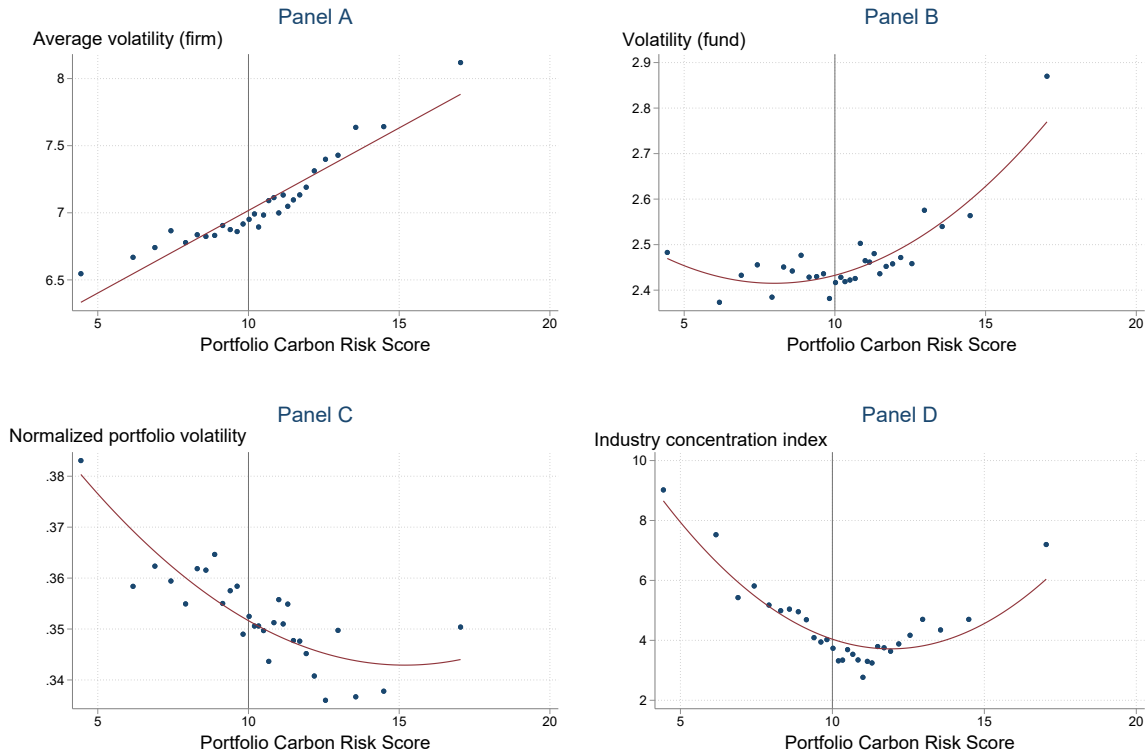 Panel A
Average volatility (firm)
8
7.5
7
6.5
5 10 15 20
Portfolio Carbon Risk Score
Panel B
Volatility (fund)
2.9
2.8
2.7
2.6
2.5
2.4
5 10 15 20
Portfolio Carbon Risk Score
Panel C
Normalized portfolio volatility
.38
.37
.36
.35
.34
5 10 15 20
Portfolio Carbon Risk Score
Panel D
Industry concentration index
10
8
6
4
2
5 10 15 20
Portfolio Carbon Risk Score